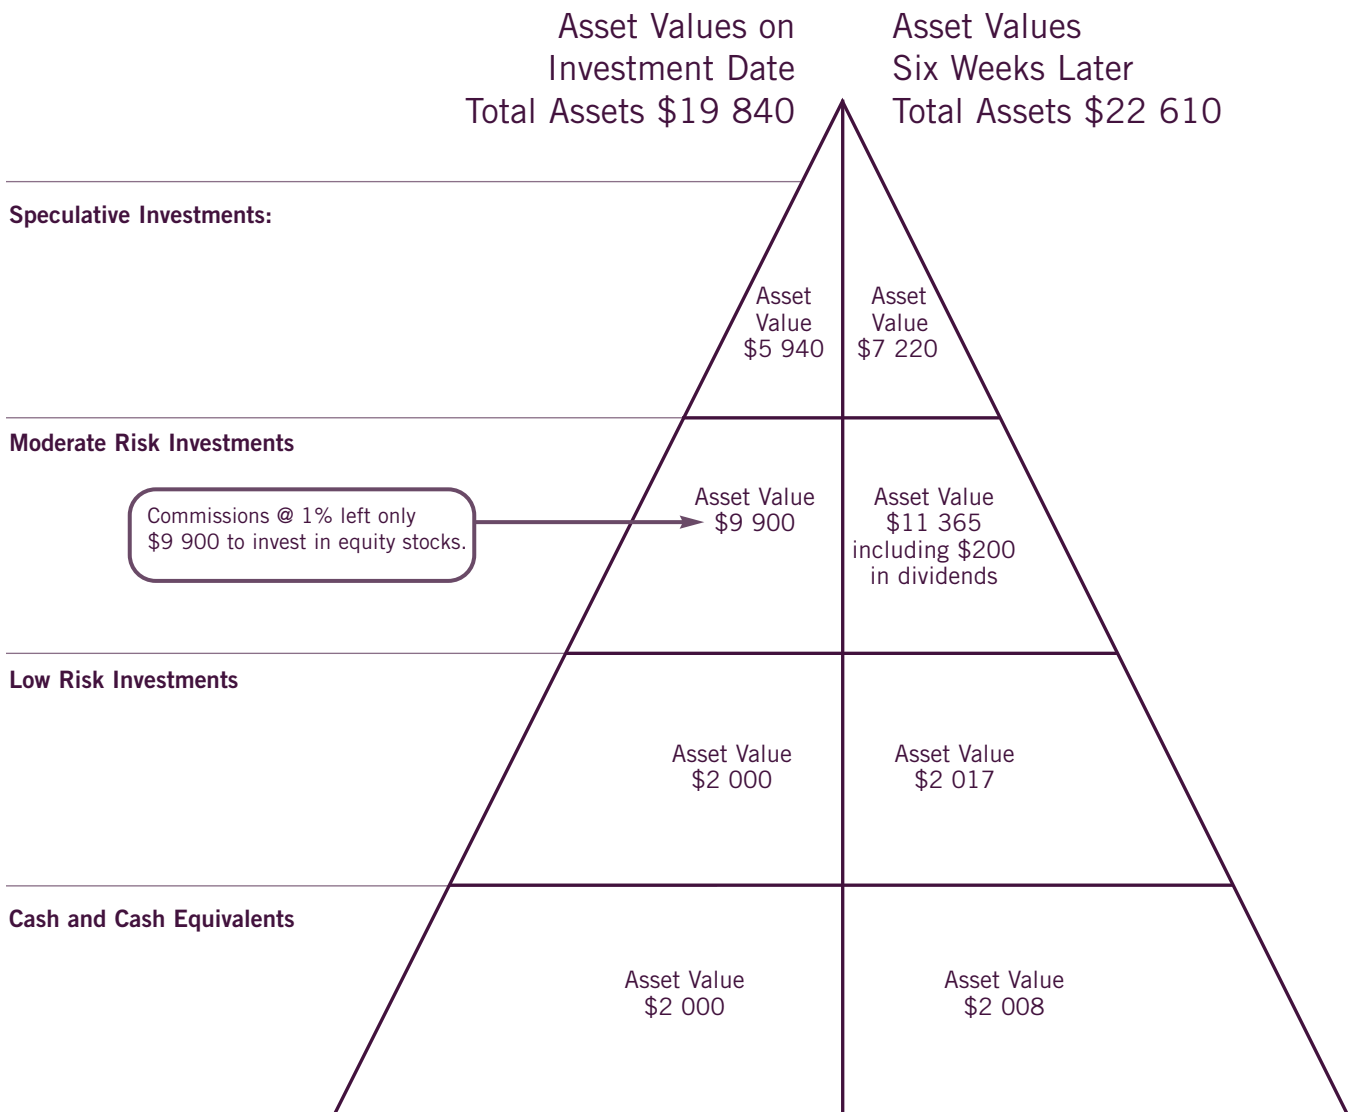 Asset Values on
Investment Date
Total Assets $19 840
Asset Values
Six Weeks Later
Total Assets $22 610
Speculative Investments:
Asset
Value
$5 940
Asset
Value
$7 220
Moderate Risk Investments
Commissions @ 1% left only
$9 900 to invest in equity stocks.
Asset Value
$9 900
Asset Value
$11 365
including $200
in dividends
Low Risk Investments
Asset Value
$2 000
Asset Value
$2 017
Cash and Cash Equivalents
Asset Value
$2 000
Asset Value
$2 008